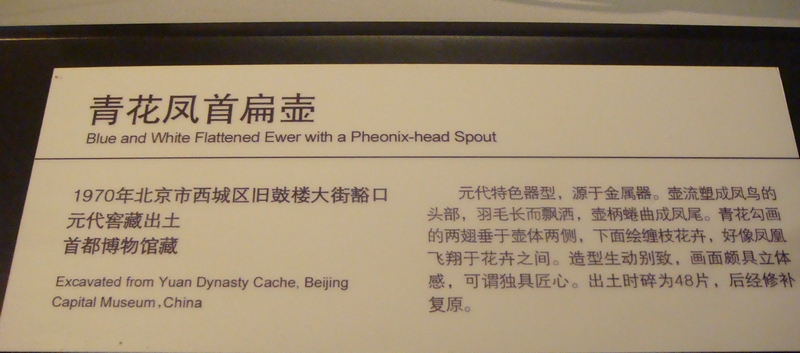 青花凤首扁壶
Blue and White Flattened Ewer with a Pheonix-head Spout
1970年北京市西城区旧鼓楼大街豁口
元代窖藏出土
首都博物馆藏
Excavated from Yuan Dynasty Cache, Beijing
Capital Museum,China
元代特色器型，源于金属器。壶流塑成凤鸟的
头部，羽毛长而飘洒，壶柄蜷曲成凤尾。青花勾画
的两翅垂于壶体两侧，下面绘缠枝花卉，好像凤凰
飞翔于花卉之间。造型生动别致，画面颇具立体
感，可谓独具匠心。出土时碎为48片，后经修补
复原。